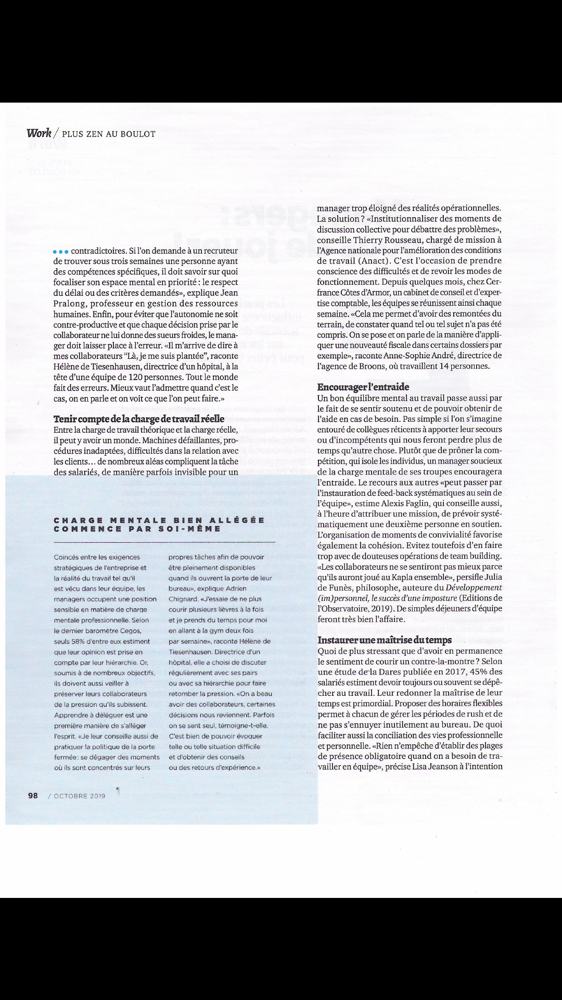 Work / PLUS ZEN AU BOULOT
••• contradictoires. Si l'on demande à un recruteur
de trouver sous trois semaines une personne ayant
des compétences spécifiques, il doit savoir sur quoi
focaliser son espace mental en priorité : le respect
du délai ou des critères demandés», explique Jean
Pralong, professeur en gestion des ressources
humaines. Enfin, pour éviter que l'autonomie ne soit
contre-productive et que chaque décision prise par le
collaborateur ne lui donne des sueurs froides, le mana-
ger doit laisser place à l'erreur. «Il m'arrive de dire à
mes collaborateurs “Là, je me suis plantée”, raconte
Hélène de Tiesenhausen, directrice d'un hôpital, à la
tête d'une équipe de 120 personnes. Tout le monde
fait des erreurs. Mieux vaut l'admettre quand c'est le
cas, on en parle et on voit ce que l'on peut faire.»
Tenir compte de la charge de travail réelle
Entre la charge de travail théorique et la charge réelle,
il peut y avoir un monde. Machines défaillantes, pro-
cédures inadaptées, difficultés dans la relation avec
les clients… de nombreux aléas compliquent la tâche
des salariés, de manière parfois invisible pour un
manager trop éloigné des réalités opérationnelles.
La solution ? «Institutionnaliser des moments de
discussion collective pour débattre des problèmes»,
conseille Thierry Rousseau, chargé de mission à
l'Agence nationale pour l'amélioration des conditions
de travail (Anact). C'est l'occasion de prendre
conscience des difficultés et de revoir les modes de
fonctionnement. Depuis quelques mois, chez Cer-
france Côtes d'Armor, un cabinet de conseil et d'exper-
tise comptable, les équipes se réunissent ainsi chaque
semaine. «Cela me permet d'avoir des remontées du
terrain, de constater quand tel ou tel sujet n'a pas été
compris. On se pose et on parle de la manière d'appli-
quer une nouveauté fiscale dans certains dossiers par
exemple», raconte Anne-Sophie André, directrice de
l'agence de Broons, où travaillent 14 personnes.
Encourager l'entraide
Un bon équilibre mental au travail passe aussi par
le fait de se sentir soutenu et de pouvoir obtenir de
l'aide en cas de besoin. Pas simple si l'on s'imagine
entouré de collègues réticents à apporter leur secours
ou d'incompétents qui nous feront perdre plus de
temps qu'autre chose. Plutôt que de prôner la com-
pétition, qui isole les individus, un manager soucieux
de la charge mentale de ses troupes encouragera
l'entraide. Le recours aux autres «peut passer par
l'instauration de feed-back systématiques au sein de
l'équipe», estime Alexis Faglin, qui conseille aussi,
à l'heure d'attribuer une mission, de prévoir systé-
matiquement une deuxième personne en soutien.
L'organisation de moments de convivialité favorise
également la cohésion. Evitez toutefois d'en faire
trop avec de douteuses opérations de team building.
«Les collaborateurs ne se sentiront pas mieux parce
qu'ils auront joué au Kapla ensemble», persifle Julia
de Funès, philosophe, auteure du Développement
(im)personnel, le succès d'une imposture (Editions de
l'Observatoire, 2019). De simples déjeuners d'équipe
feront très bien l'affaire.
Instaurer une maîtrise du temps
Quoi de plus stressant que d'avoir en permanence
le sentiment de courir un contre-la-montre ? Selon
une étude de la Dares publiée en 2017, 45% des
salariés estiment devoir toujours ou souvent se dépê-
cher au travail. Leur redonner la maîtrise de leur
temps est primordial. Proposer des horaires flexibles
permet à chacun de gérer les périodes de rush et de
ne pas s'ennuyer inutilement au bureau. De quoi
faciliter aussi la conciliation des vies professionnelle
et personnelle. «Rien n'empêche d'établir des plages
de présence obligatoire quand on a besoin de tra-
vailler en équipe», précise Lisa Jeanson à l'intention
CHARGE MENTALE BIEN ALLÉGÉE
COMMENCE PAR SOI-MÊME
Coincés entre les exigences
stratégiques de l'entreprise et
la réalité du travail tel qu'il
est vécu dans leur équipe, les
managers occupent une position
sensible en matière de charge
mentale professionnelle. Selon
le dernier baromètre Cegos,
seuls 58% d'entre eux estiment
que leur opinion est prise en
compte par leur hiérarchie. Or,
soumis à de nombreux objectifs,
ils doivent aussi veiller à
préserver leurs collaborateurs
de la pression qu'ils subissent.
Apprendre à déléguer est une
première manière de s'alléger
l'esprit. «Je leur conseille aussi de
pratiquer la politique de la porte
fermée : se dégager des moments
où ils sont concentrés sur leurs
propres tâches afin de pouvoir
être pleinement disponibles
quand ils ouvrent la porte de leur
bureau», explique Adrien
Chignard. «J'essaie de ne plus
courir plusieurs lièvres à la fois
et je prends du temps pour moi
en allant à la gym deux fois
par semaine», raconte Hélène de
Tiesenhausen. Directrice d'un
hôpital, elle a choisi de discuter
régulièrement avec ses pairs
ou avec sa hiérarchie pour faire
retomber la pression. «On a beau
avoir des collaborateurs, certaines
décisions nous reviennent. Parfois
on se sent seul, témoigne-t-elle.
C'est bien de pouvoir évoquer
telle ou telle situation difficile
et d'obtenir des conseils
ou des retours d'expérience.»
98 / OCTOBRE 2019